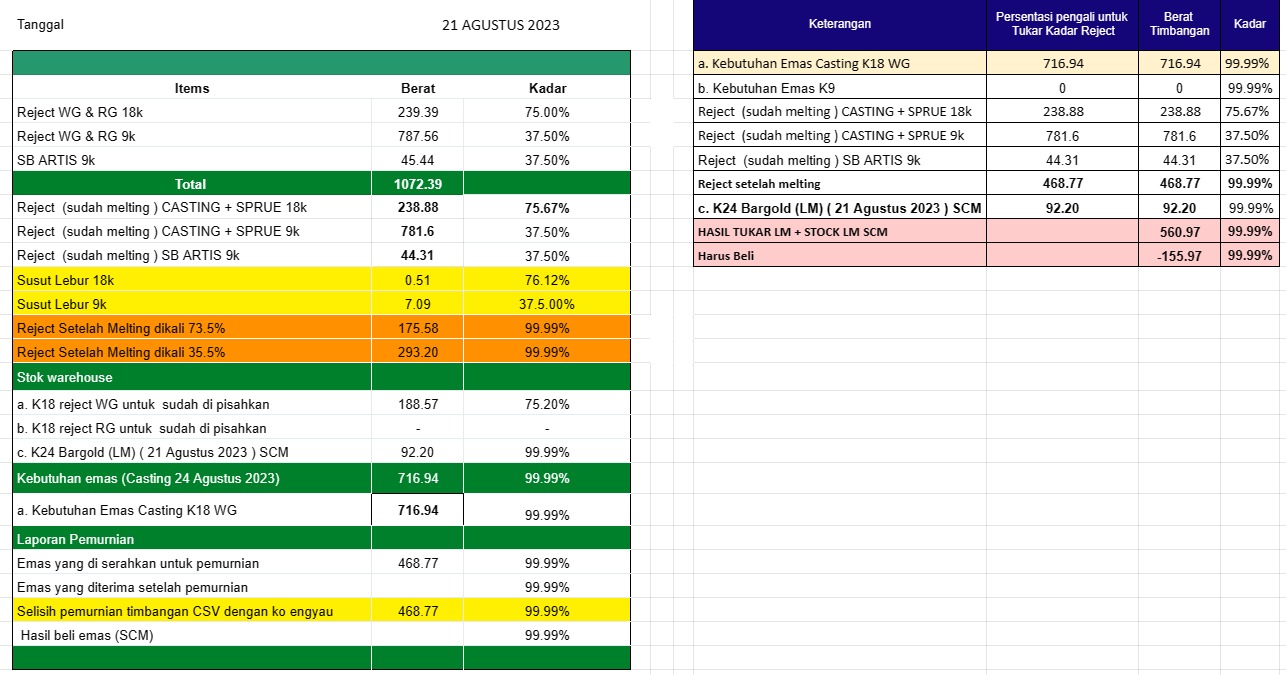 Tanggal 21 AGUSTUS 2023
Items Berat Kadar
Reject WG & RG 18k 239.39 75.00%
Reject WG & RG 9k 787.56 37.50%
SB ARTIS 9k 45.44 37.50%
Total 1072.39
Reject (sudah melting ) CASTING + SPRUE 18k 238.88 75.67%
Reject (sudah melting ) CASTING + SPRUE 9k 781.6 37.50%
Reject (sudah melting ) SB ARTIS 9k 44.31 37.50%
Susut Lebur 18k 0.51 76.12%
Susut Lebur 9k 7.09 37.5.00%
Reject Setelah Melting dikali 73.5% 175.58 99.99%
Reject Setelah Melting dikali 35.5% 293.20 99.99%
Stok warehouse
a. K18 reject WG untuk sudah di pisahkan 188.57 75.20%
b. K18 reject RG untuk sudah di pisahkan - -
c. K24 Bargold (LM) ( 21 Agustus 2023 ) SCM 92.20 99.99%
Kebutuhan emas (Casting 24 Agustus 2023) 716.94 99.99%
a. Kebutuhan Emas Casting K18 WG 716.94 99.99%
Laporan Pemurnian
Emas yang di serahkan untuk pemurnian 468.77 99.99%
Emas yang diterima setelah pemurnian 99.99%
Selisih pemurnian timbangan CSV dengan ko engyau 468.77 99.99%
Hasil beli emas (SCM) 99.99%
Keterangan Persentasi pengali untuk Tukar Kadar Reject Berat Timbangan Kadar
a. Kebutuhan Emas Casting K18 WG 716.94 716.94 99.99%
b. Kebutuhan Emas K9 0 0 99.99%
Reject (sudah melting ) CASTING + SPRUE 18k 238.88 238.88 75.67%
Reject (sudah melting ) CASTING + SPRUE 9k 781.6 781.6 37.50%
Reject (sudah melting ) SB ARTIS 9k 44.31 44.31 37.50%
Reject setelah melting 468.77 468.77 99.99%
c. K24 Bargold (LM) ( 21 Agustus 2023 ) SCM 92.20 92.20 99.99%
HASIL TUKAR LM + STOCK LM SCM 560.97 99.99%
Harus Beli -155.97 99.99%